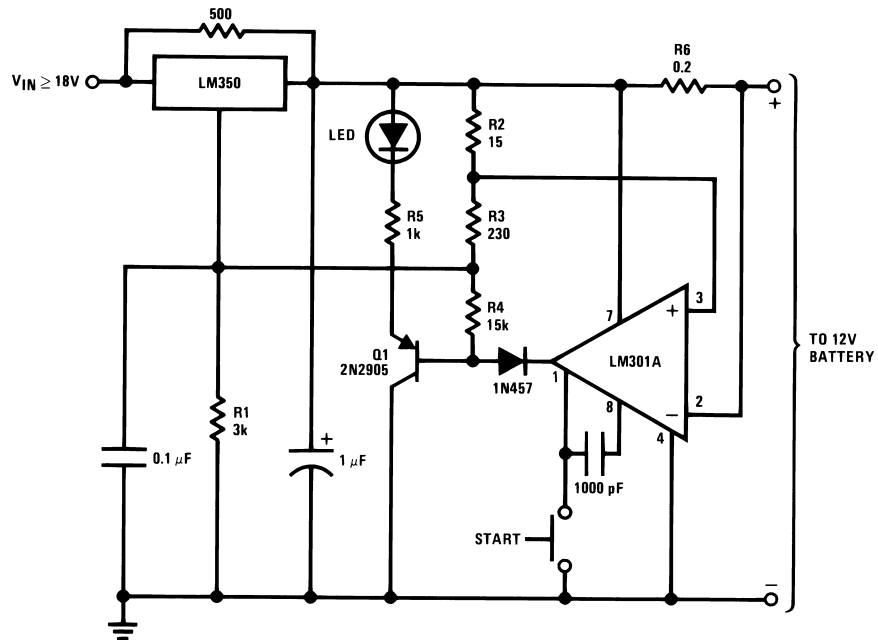 500
V_IN ≥ 18V
LM350
R6
0.2
+
LED
R2
15
R5
1k
R3
230
R4
15k
7
3
+
Q1
2N2905
1N457
LM301A
1
2
−
8
4
TO 12V
BATTERY
R1
3k
0.1 μF
+
1 μF
1000 pF
START
−